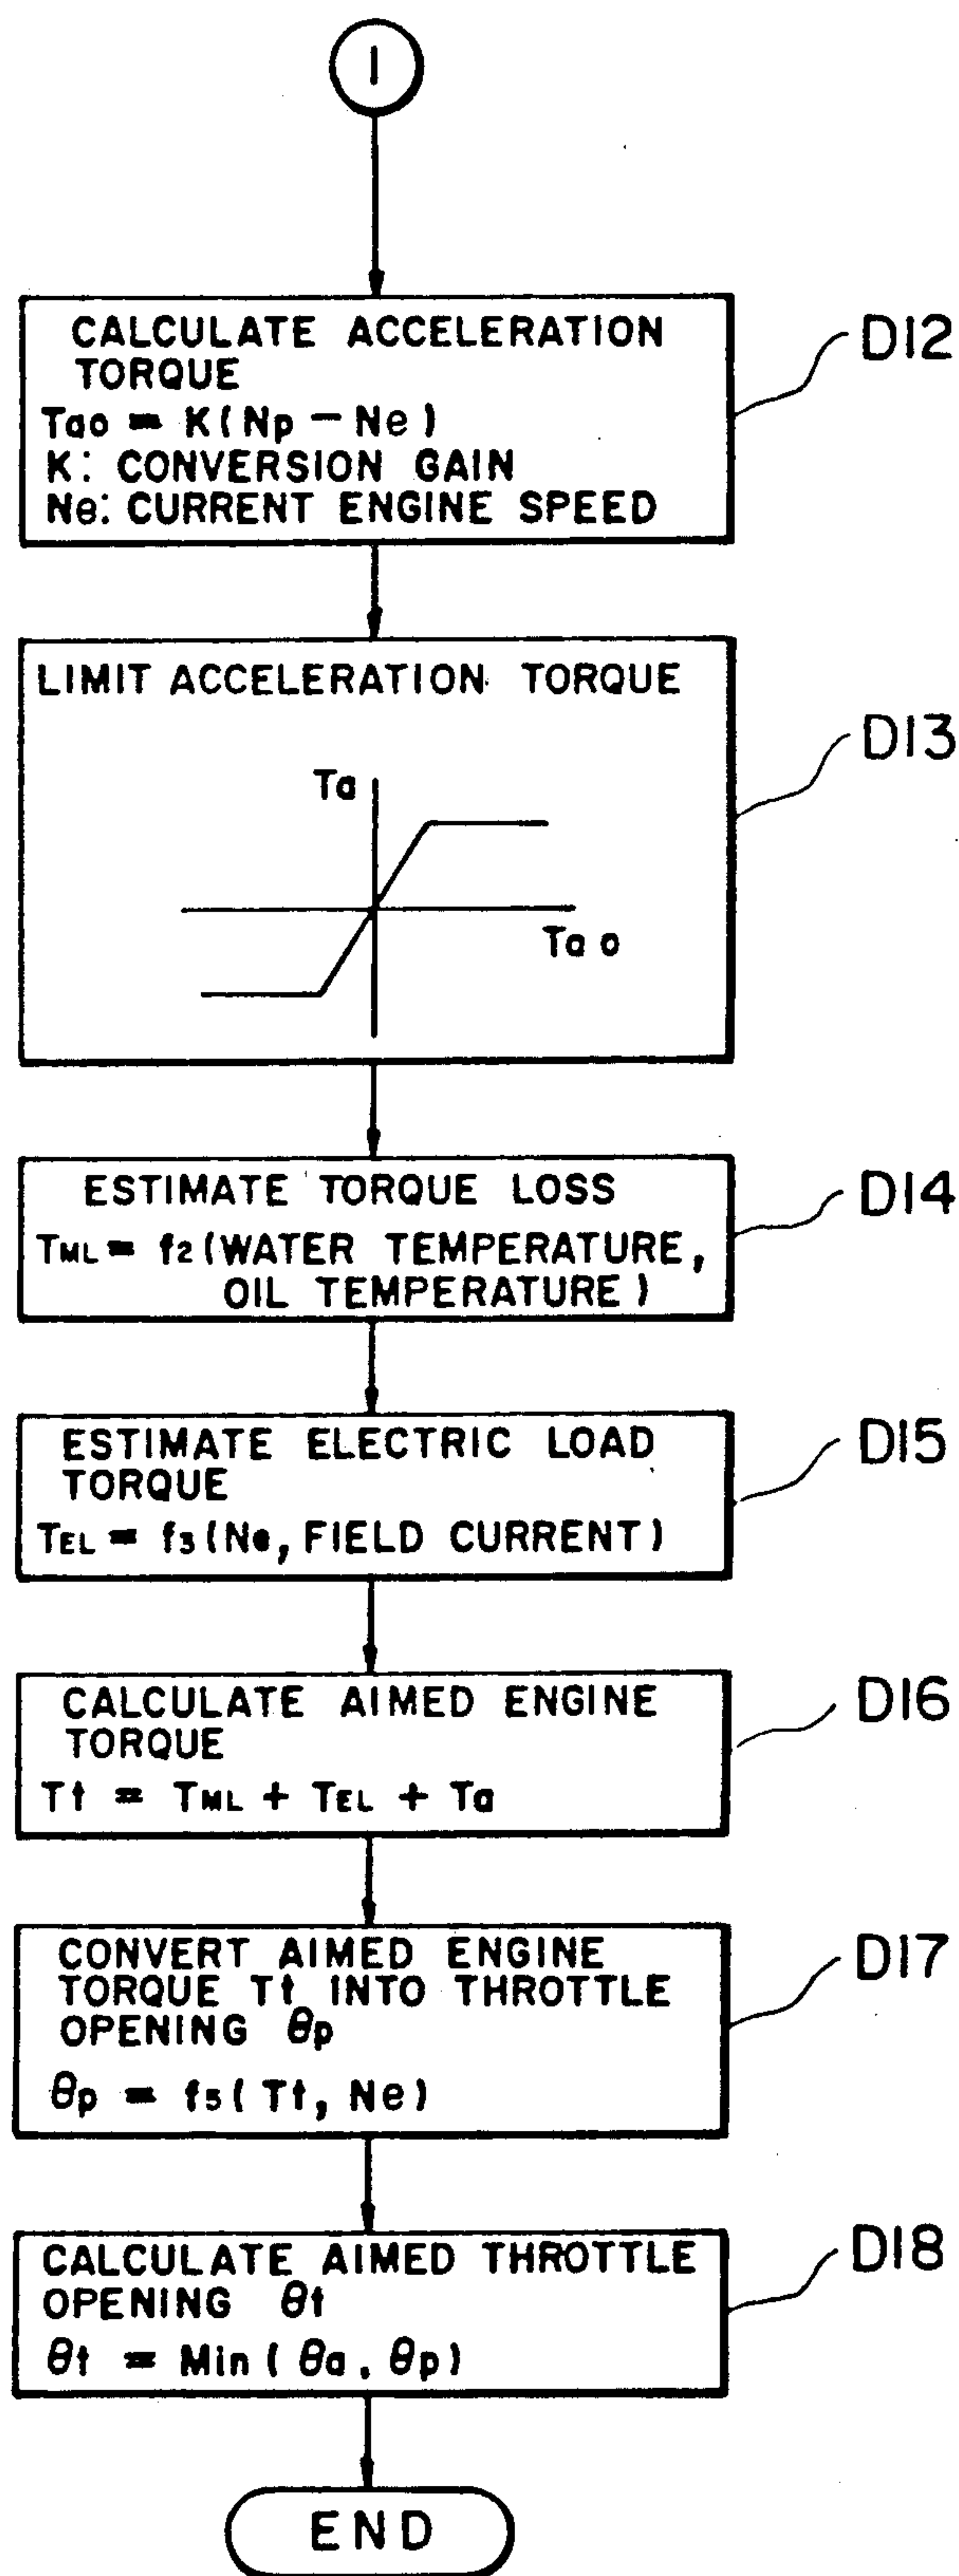 1
CALCULATE ACCELERATION
TORQUE
Tao = K(Np - Ne)
K: CONVERSION GAIN
Ne: CURRENT ENGINE SPEED
D12
LIMIT ACCELERATION TORQUE
Ta
Tao
D13
ESTIMATE TORQUE LOSS
TML = f2(WATER TEMPERATURE,
OIL TEMPERATURE)
D14
ESTIMATE ELECTRIC LOAD
TORQUE
TEL = f3(Ne, FIELD CURRENT)
D15
CALCULATE AIMED ENGINE
TORQUE
Tt = TML + TEL + Ta
D16
CONVERT AIMED ENGINE
TORQUE Tt INTO THROTTLE
OPENING θp
θp = f5(Tt, Ne)
D17
CALCULATE AIMED THROTTLE
OPENING θt
θt = Min(θa, θp)
D18
END